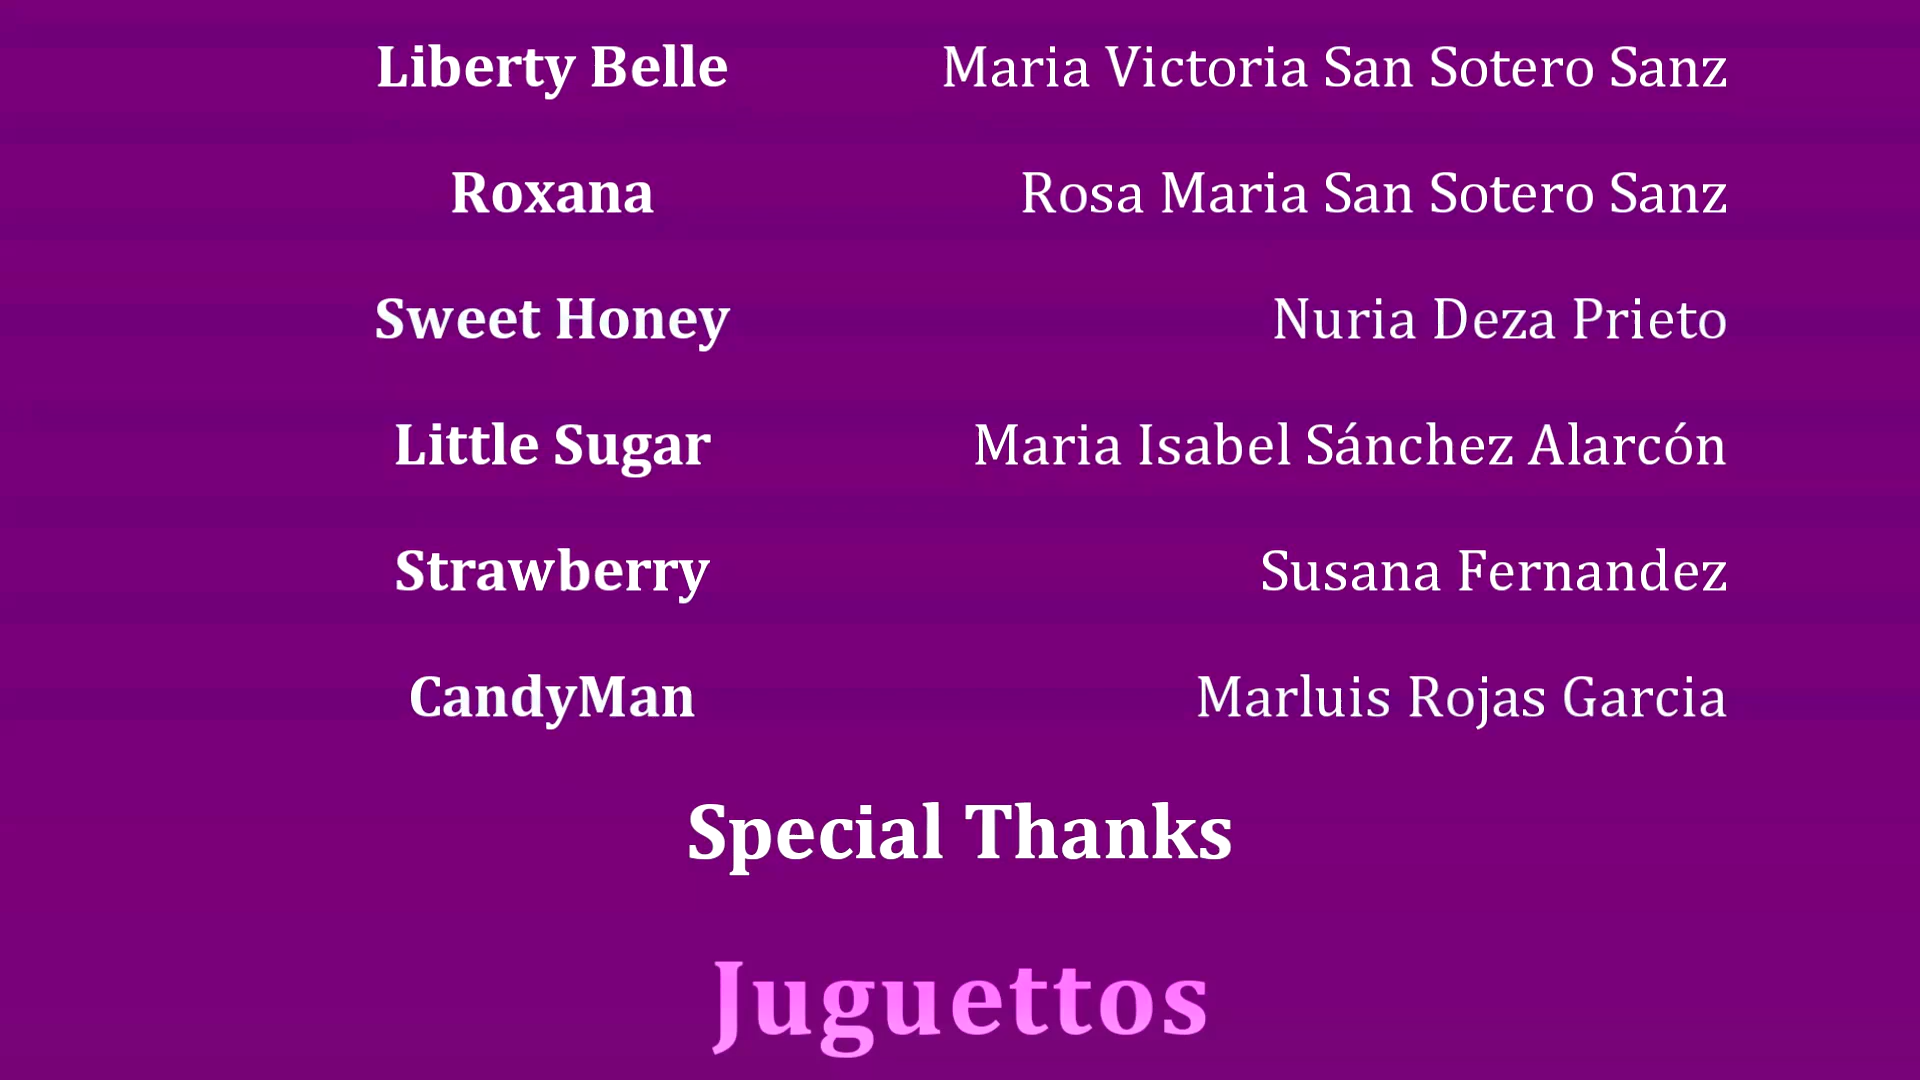 Liberty Belle Maria Victoria San Sotero Sanz
Roxana Rosa Maria San Sotero Sanz
Sweet Honey Nuria Deza Prieto
Little Sugar Maria Isabel Sánchez Alarcón
Strawberry Susana Fernandez
CandyMan Marluis Rojas Garcia
Special Thanks
Juguettos